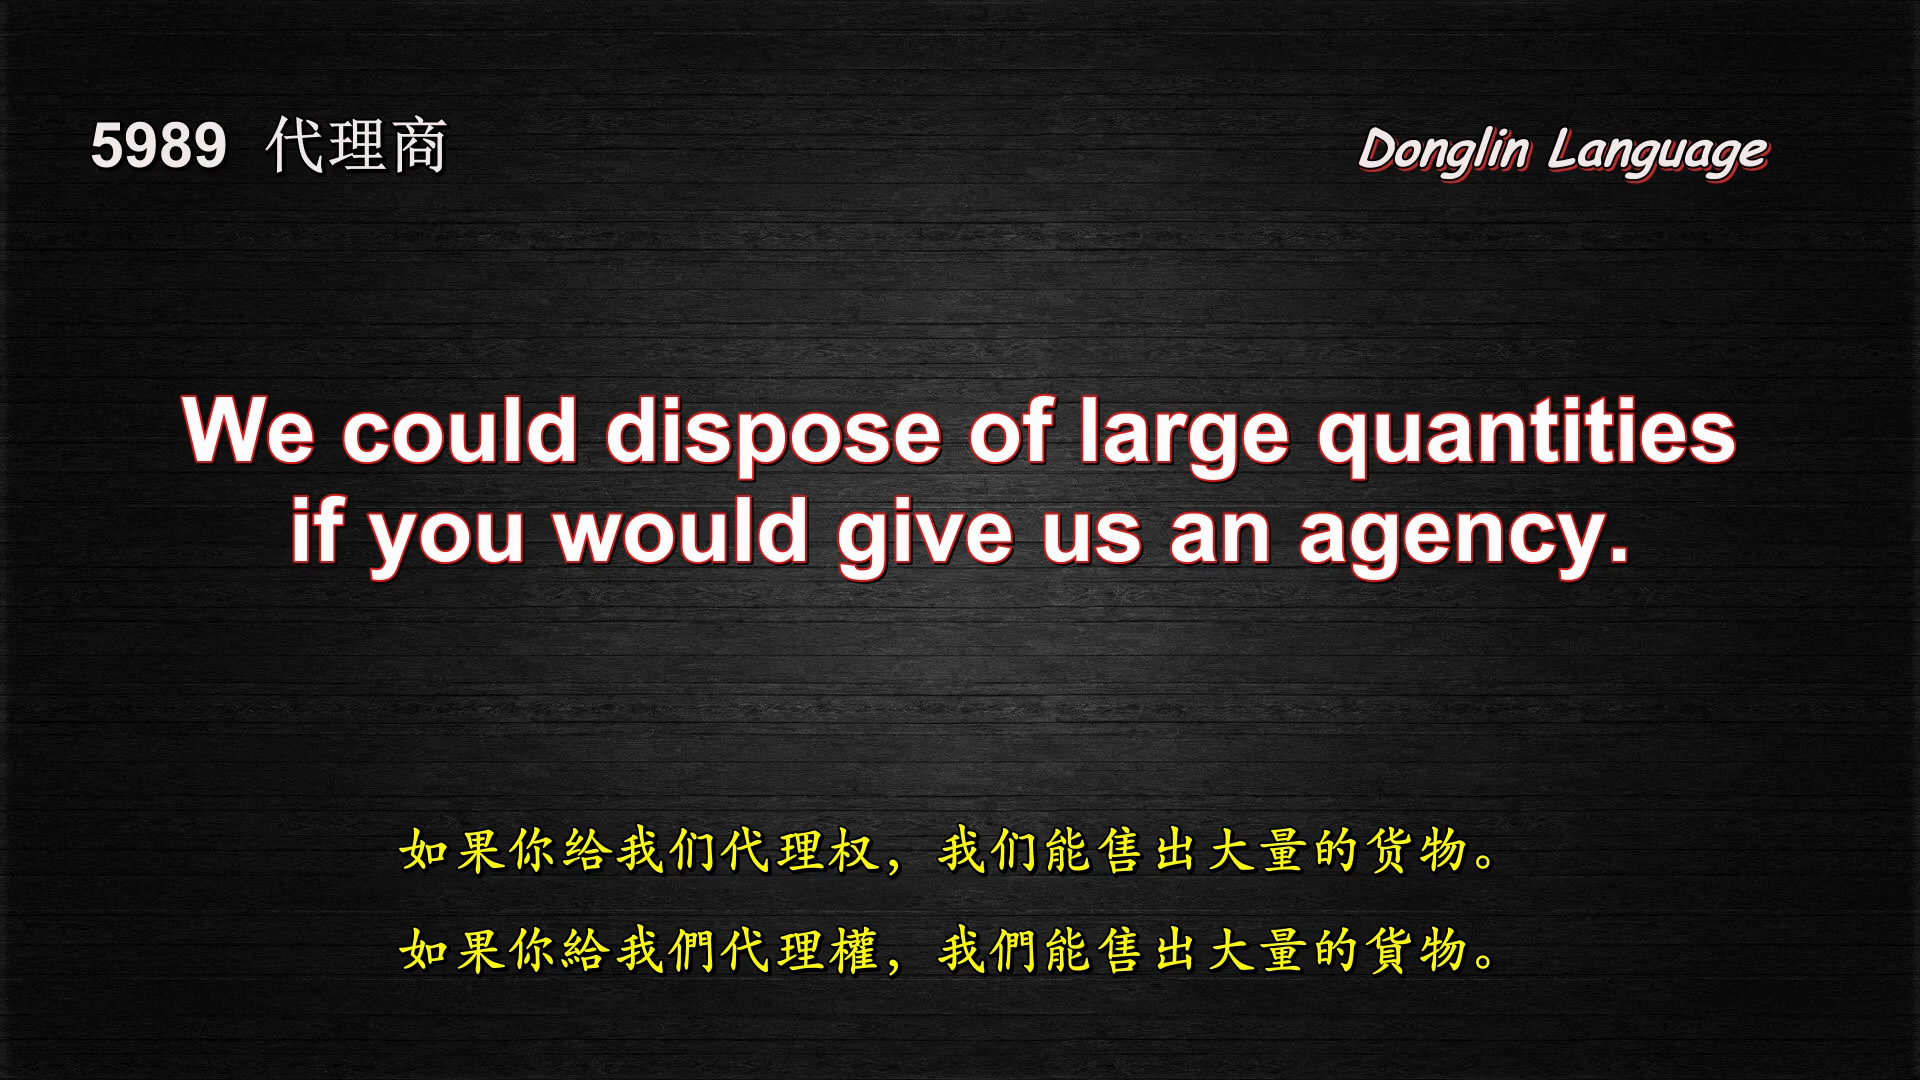 5989 代理商
Donglin Language
We could dispose of large quantities
if you would give us an agency.
如果你给我们代理权，我们能售出大量的货物。
如果你給我們代理權，我們能售出大量的貨物。